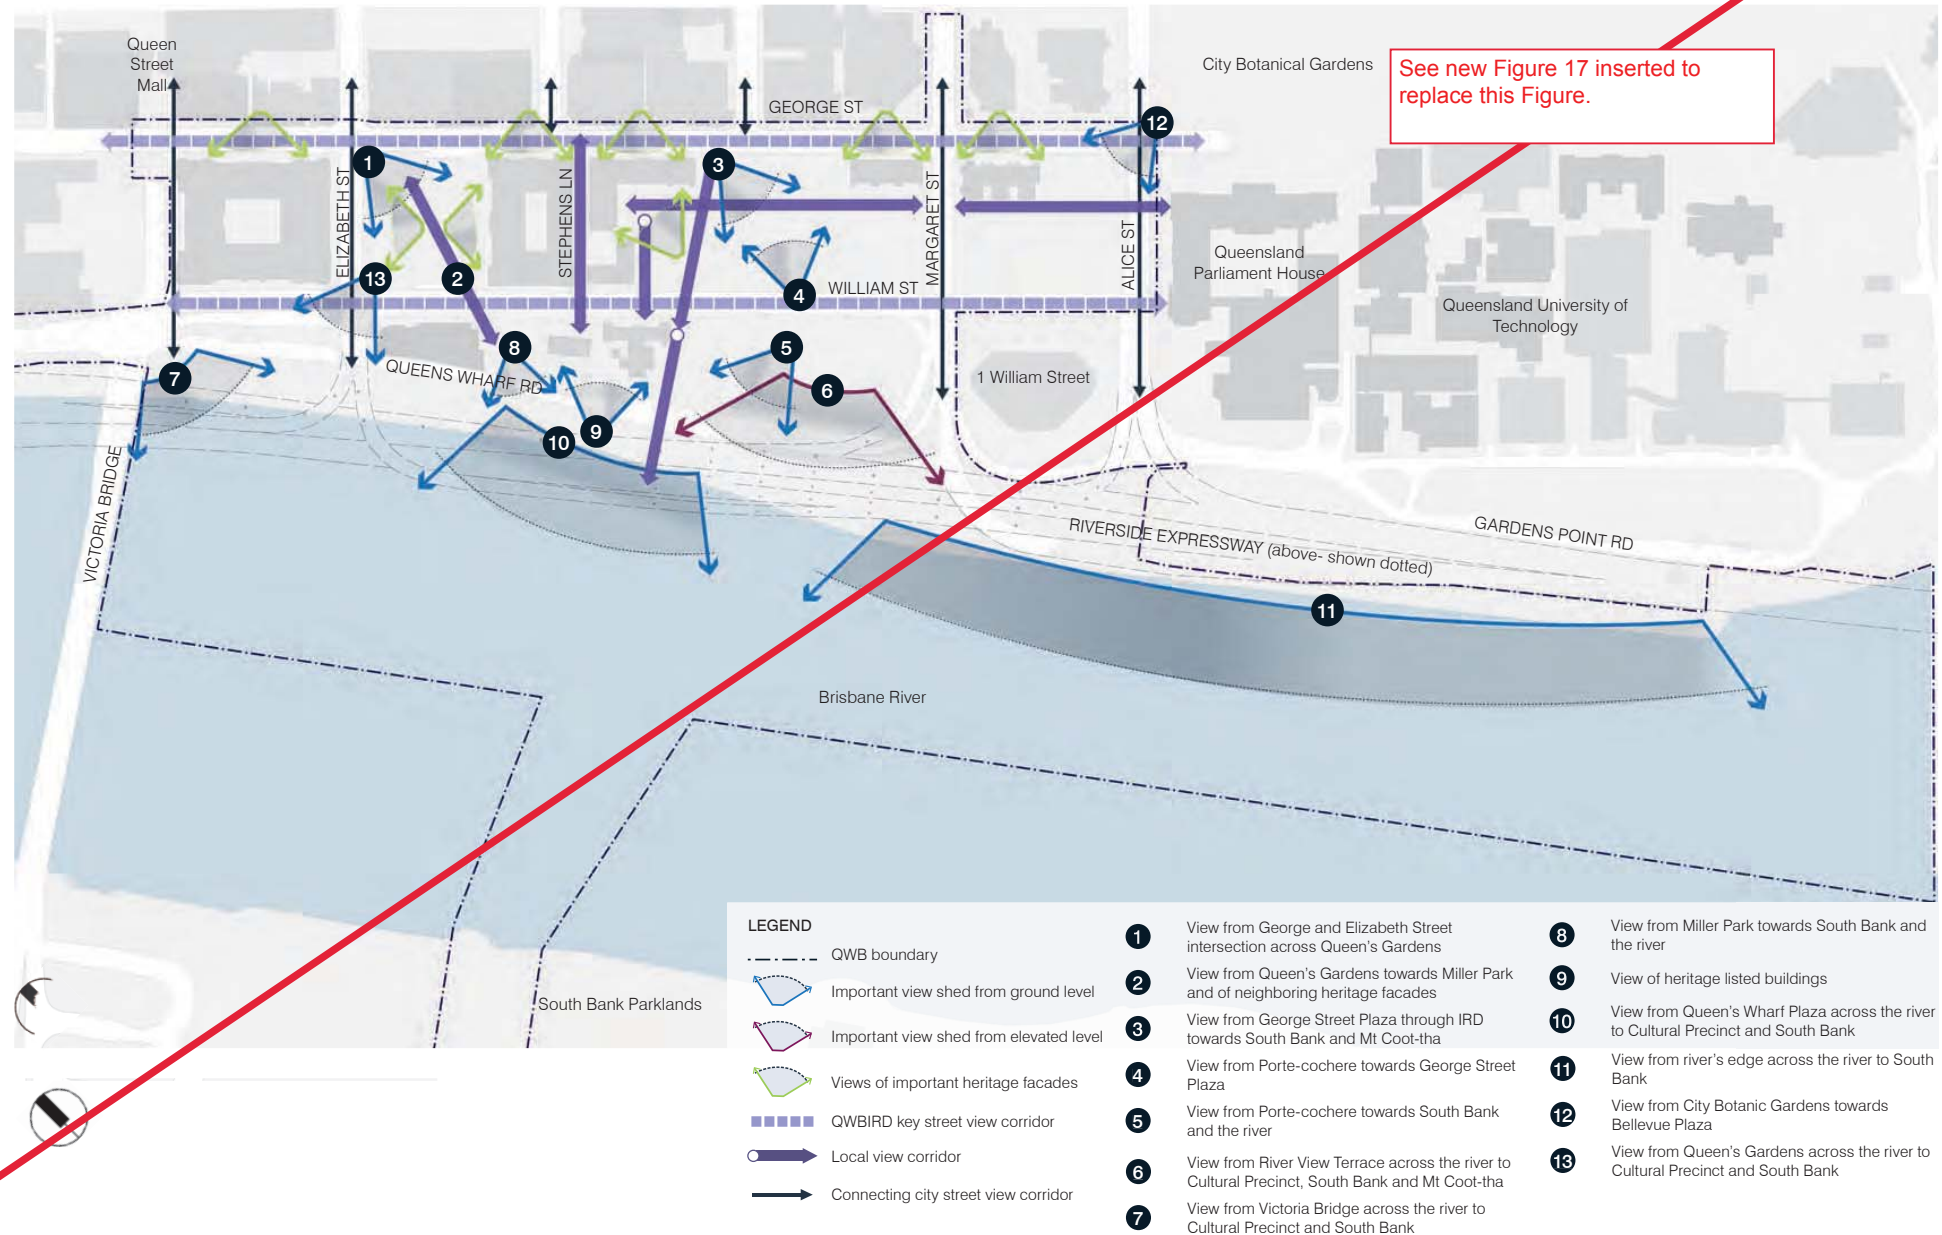 Queen
Street
Mall
City Botanical Gardens
See new Figure 17 inserted to
replace this Figure.
GEORGE ST
12
1
3
ELIZABETH ST
STEPHENS LN
MARGARET ST
ALICE ST
13
2
4
WILLIAM ST
Queensland
Parliament House
Queensland University of
Technology
8
5
7
QUEENS WHARF RD
6
1 William Street
9
10
VICTORIA BRIDGE
RIVERSIDE EXPRESSWAY (above- shown dotted)
GARDENS POINT RD
11
Brisbane River
South Bank Parklands
LEGEND
QWB boundary
Important view shed from ground level
Important view shed from elevated level
Views of important heritage facades
QWBIRD key street view corridor
Local view corridor
Connecting city street view corridor
1
View from George and Elizabeth Street
intersection across Queen's Gardens
2
View from Queen's Gardens towards Miller Park
and of neighboring heritage facades
3
View from George Street Plaza through IRD
towards South Bank and Mt Coot-tha
4
View from Porte-cochere towards George Street
Plaza
5
View from Porte-cochere towards South Bank
and the river
6
View from River View Terrace across the river to
Cultural Precinct, South Bank and Mt Coot-tha
7
View from Victoria Bridge across the river to
Cultural Precinct and South Bank
8
View from Miller Park towards South Bank and
the river
9
View of heritage listed buildings
10
View from Queen's Wharf Plaza across the river
to Cultural Precinct and South Bank
11
View from river's edge across the river to South
Bank
12
View from City Botanic Gardens towards
Bellevue Plaza
13
View from Queen's Gardens across the river to
Cultural Precinct and South Bank